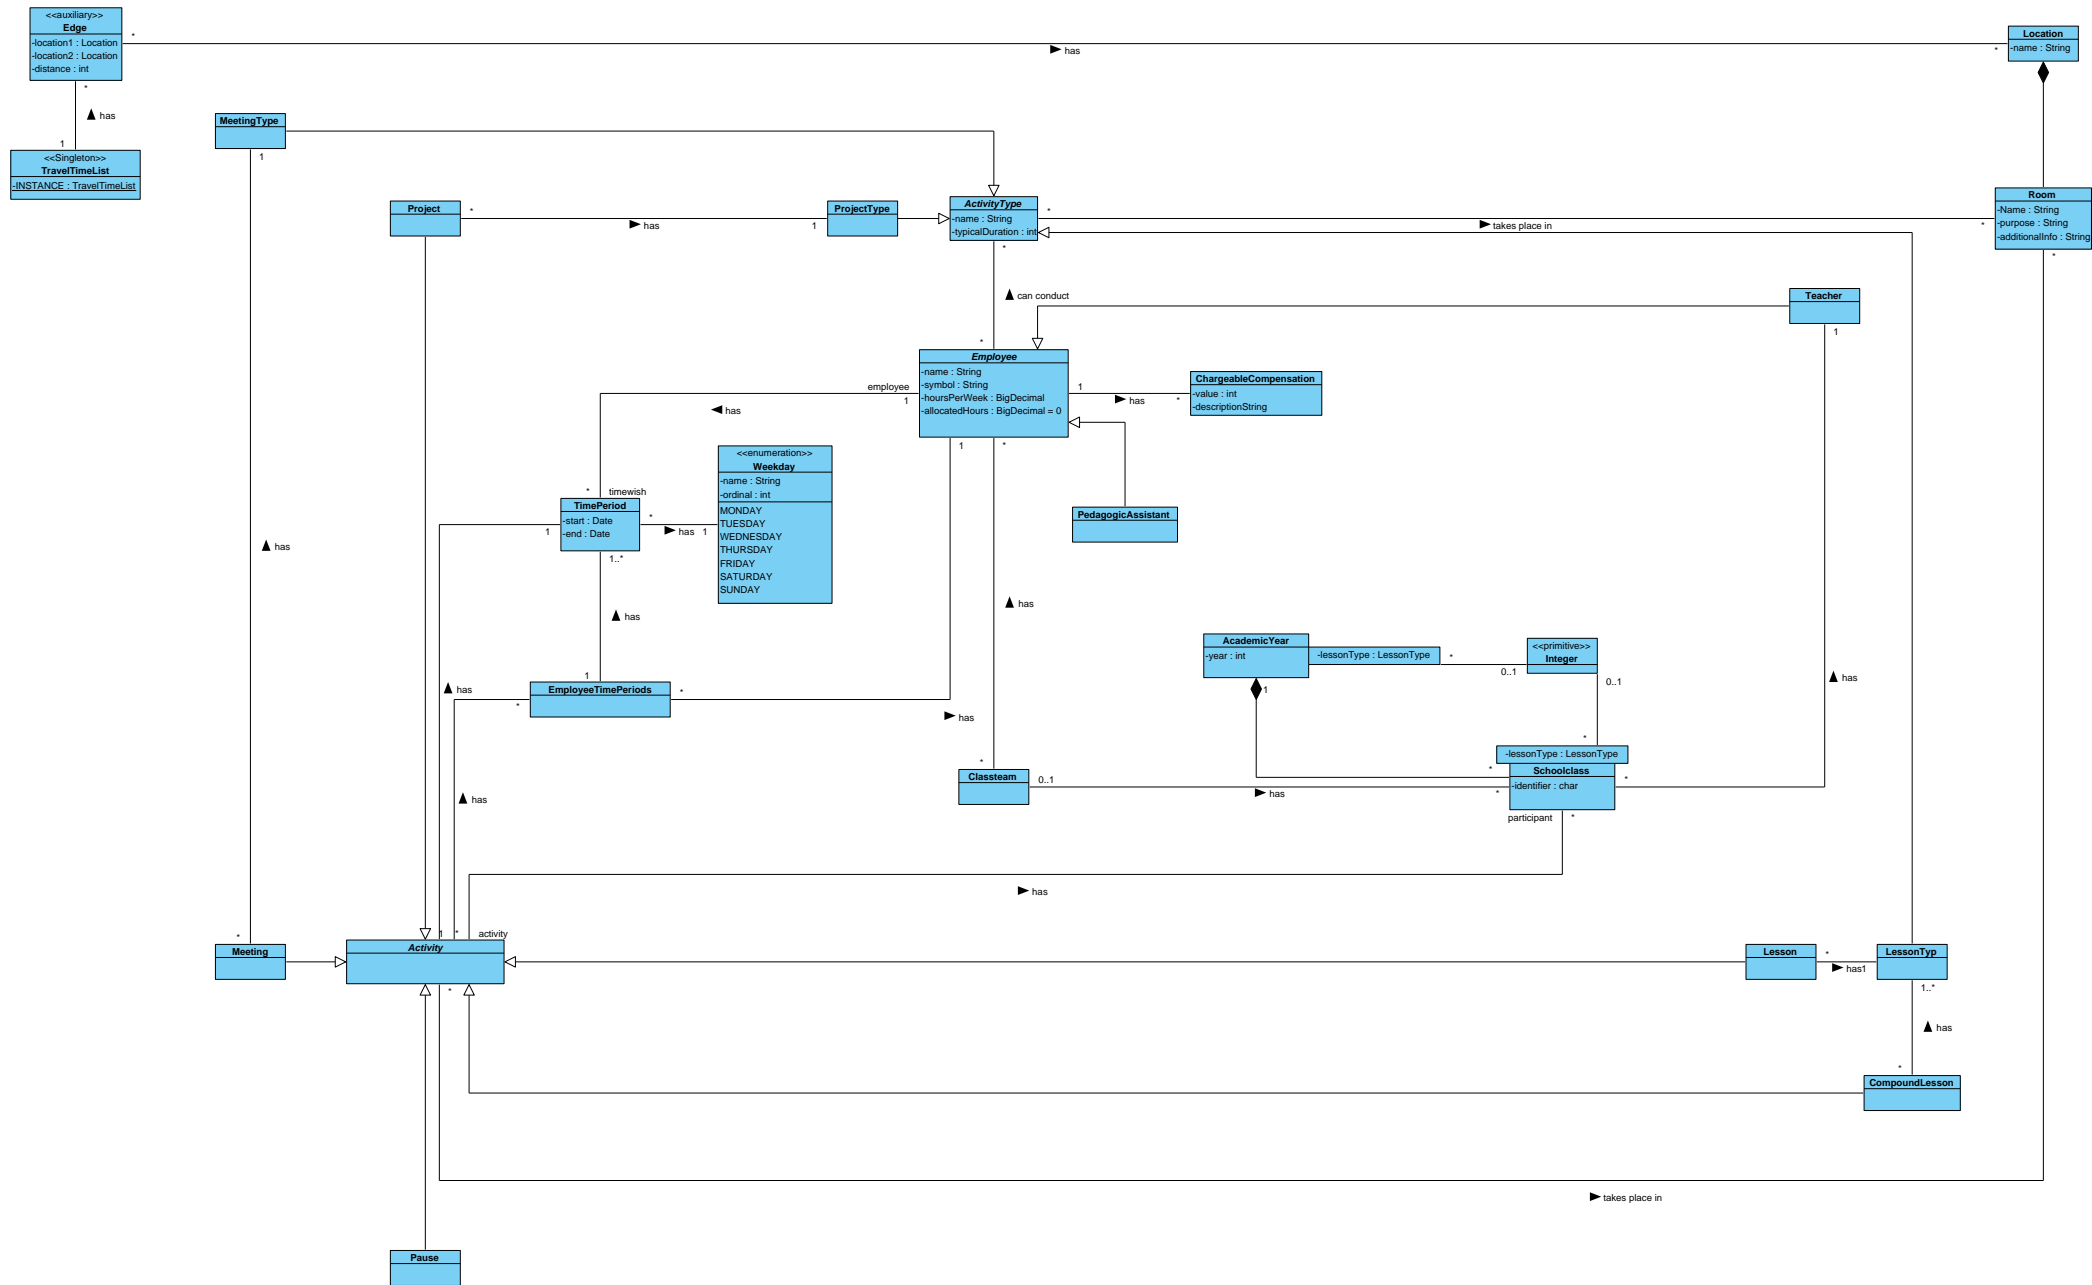 <<auxiliary>>
Edge
-location1 : Location
-location2 : Location
-distance : int
*
has
*
Location
-name : String
*
has
1
<<Singleton>>
TravelTimeList
-INSTANCE : TravelTimeList
MeetingType
1
Project
*
has
ProjectType
1
ActivityType
-name : String
-typicalDuration : int
*
takes place in
*
Room
-Name : String
-purpose : String
-additionalInfo : String
*
*
can conduct
*
Teacher
1
Employee
-name : String
-symbol : String
-hoursPerWeek : BigDecimal
-allocatedHours : BigDecimal = 0
employee
1
has
1
has
*
ChargeableCompensation
-value : int
-descriptionString
1
*
<<enumeration>>
Weekday
-name : String
-ordinal : int
MONDAY
TUESDAY
WEDNESDAY
THURSDAY
FRIDAY
SATURDAY
SUNDAY
* timewish
TimePeriod
-start : Date
-end : Date
*
has 1
1
1..*
PedagogicAssistant
has
has
has
AcademicYear
-year : int
-lessonType : LessonType
*
0..1
<<primitive>>
Integer
0..1
1
1
EmployeeTimePeriods
*
*
has
has
has
*
-lessonType : LessonType
Schoolclass
-identifier : char
*
*
*
participant *
*
Classteam
0..1
has
has
has
1 * activity
Activity
*
*
Meeting
Lesson
*
has1
LessonTyp
1..*
has
*
CompoundLesson
takes place in
Pause